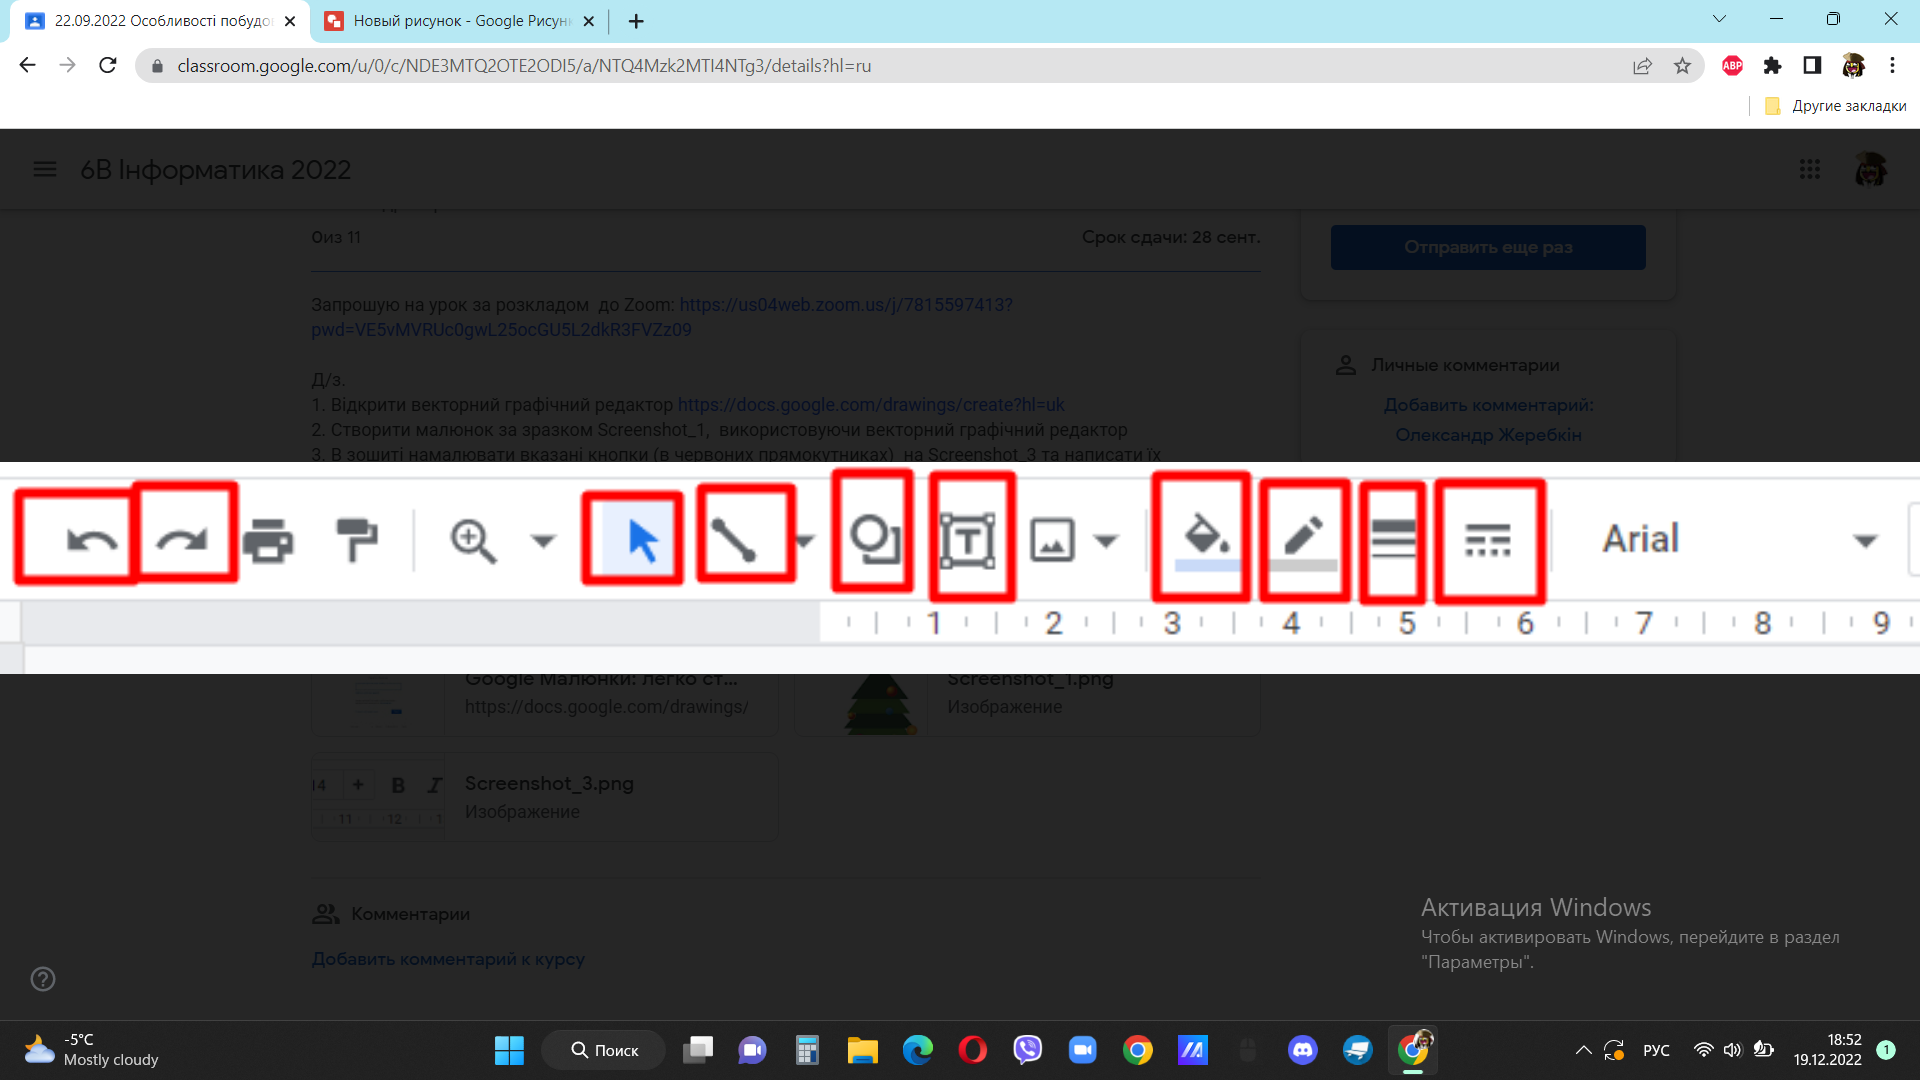 22.09.2022 Особливості побудо
Новый рисунок - Google Рисун
classroom.google.com/u/0/c/NDE3MTQ2OTE2ODI5/a/NTQ4Mzk2MTI4NTg3/details?hl=ru
ABP
Другие закладки
6В Інформатика 2022
0из 11
Срок сдачи: 28 сент.
Отправить еще раз
Запрошую на урок за розкладом до Zoom: https://us04web.zoom.us/j/7815597413?
pwd=VE5vMVRUc0gwL25ocGU5L2dkR3FVZz09
Личные комментарии
Д/з.
1. Відкрити векторний графічний редактор https://docs.google.com/drawings/create?hl=uk
Добавить комментарий:
2. Створити малюнок за зразком Screenshot_1, використовуючи векторний графічний редактор
Олександр Жеребкін
3. В зошиті намалювати вказані кнопки (в червоних прямокутниках) на Screenshot_3 та написати їх
T
Arial
1 2 3 4 5 6 7 8 9
Google Малюнки: легко ст...
Screenshot_1.png
https://docs.google.com/drawings/
Изображение
14 + B I
Screenshot_3.png
Изображение
11 12 1
Комментарии
Добавить комментарий к курсу
Активация Windows
Чтобы активировать Windows, перейдите в раздел
"Параметры".
-5°C
Mostly cloudy
Поиск
РУС
18:52
19.12.2022
1